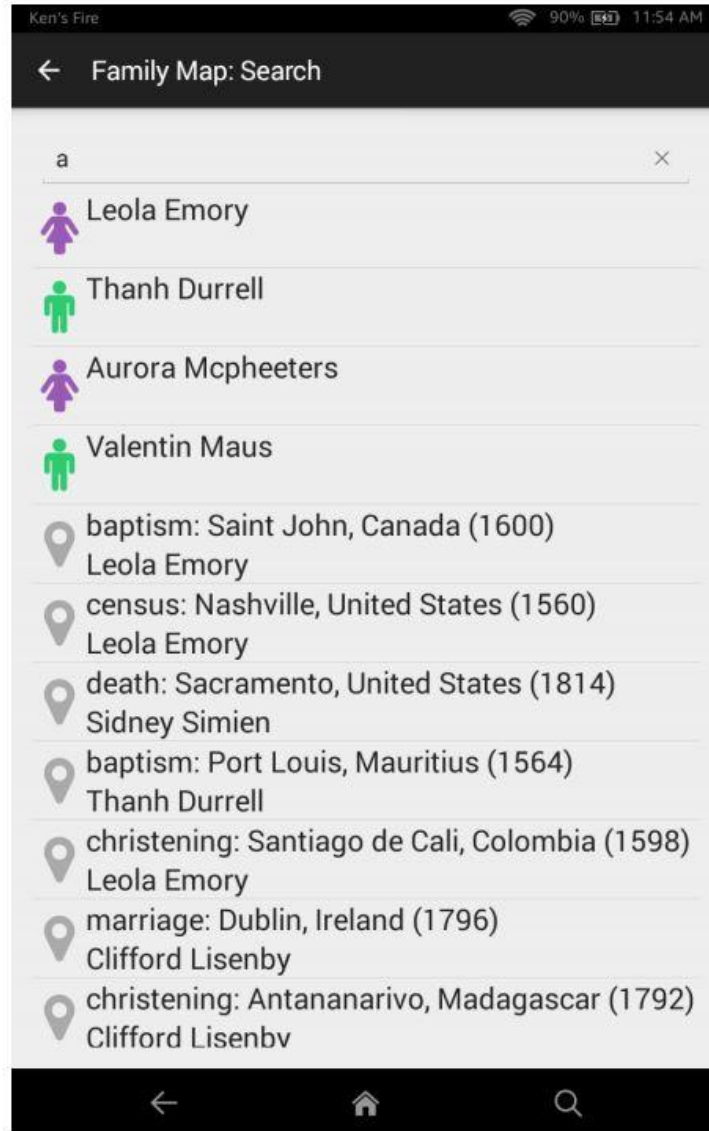 Ken's Fire 90% 11:54 AM
Family Map: Search
a
Leola Emory
Thanh Durrell
Aurora Mcpheeters
Valentin Maus
baptism: Saint John, Canada (1600)
Leola Emory
census: Nashville, United States (1560)
Leola Emory
death: Sacramento, United States (1814)
Sidney Simien
baptism: Port Louis, Mauritius (1564)
Thanh Durrell
christening: Santiago de Cali, Colombia (1598)
Leola Emory
marriage: Dublin, Ireland (1796)
Clifford Lisenby
christening: Antananarivo, Madagascar (1792)
Clifford Lisenby